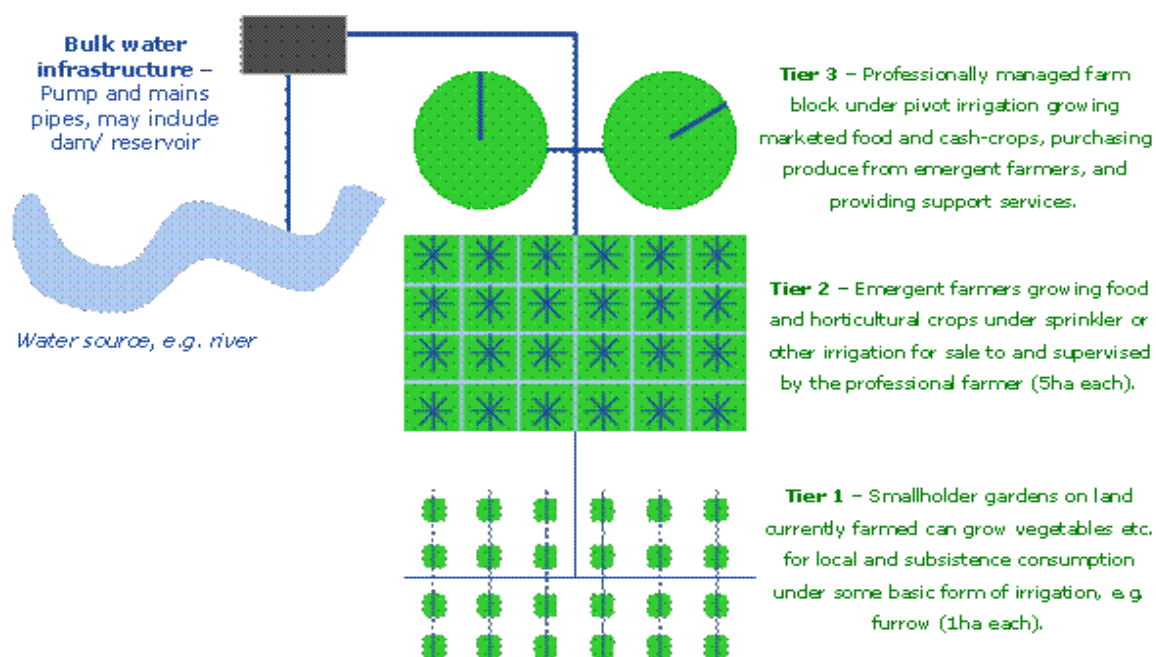 Bulk water
infrastructure –
Pump and mains
pipes, may include
dam/ reservoir
Water source, e.g. river
Tier 3 – Professionally managed farm
block under pivot irrigation growing
marketed food and cash-crops, purchasing
produce from emergent farmers, and
providing support services.
Tier 2 – Emergent farmers growing food
and horticultural crops under sprinkler or
other irrigation for sale to and supervised
by the professional farmer (5ha each).
Tier 1 – Smallholder gardens on land
currently farmed can grow vegetables etc.
for local and subsistence consumption
under some basic form of irrigation, e.g.
furrow (1ha each).